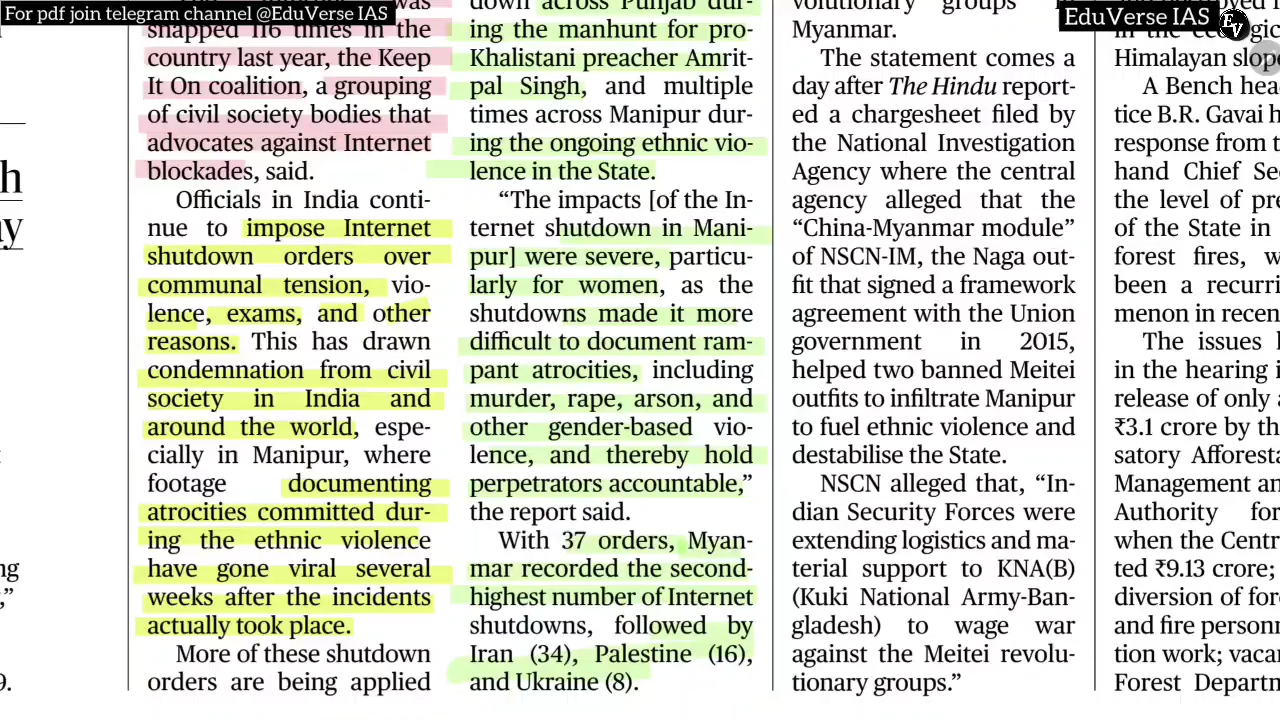 For pdf join telegram channel @EduVerse IAS
EduVerse IAS
h
ay
ng
,”
9.
snapped 116 times in the
country last year, the Keep
It On coalition, a grouping
of civil society bodies that
advocates against Internet
blockades, said.
Officials in India conti-
nue to impose Internet
shutdown orders over
communal tension, vio-
lence, exams, and other
reasons. This has drawn
condemnation from civil
society in India and
around the world, espe-
cially in Manipur, where
footage documenting
atrocities committed dur-
ing the ethnic violence
have gone viral several
weeks after the incidents
actually took place.
More of these shutdown
orders are being applied
down across Punjab dur-
ing the manhunt for pro-
Khalistani preacher Amrit-
pal Singh, and multiple
times across Manipur dur-
ing the ongoing ethnic vio-
lence in the State.
“The impacts [of the In-
ternet shutdown in Mani-
pur] were severe, particu-
larly for women, as the
shutdowns made it more
difficult to document ram-
pant atrocities, including
murder, rape, arson, and
other gender-based vio-
lence, and thereby hold
perpetrators accountable,”
the report said.
With 37 orders, Myan-
mar recorded the second-
highest number of Internet
shutdowns, followed by
Iran (34), Palestine (16),
and Ukraine (8).
volutionary groups in
Myanmar.
The statement comes a
day after The Hindu report-
ed a chargesheet filed by
the National Investigation
Agency where the central
agency alleged that the
“China-Myanmar module”
of NSCN-IM, the Naga out-
fit that signed a framework
agreement with the Union
government in 2015,
helped two banned Meitei
outfits to infiltrate Manipur
to fuel ethnic violence and
destabilise the State.
NSCN alleged that, “In-
dian Security Forces were
extending logistics and ma-
terial support to KNA(B)
(Kuki National Army-Ban-
gladesh) to wage war
against the Meitei revolu-
tionary groups.”
in the
Himalayan slope
A Bench hea
tice B.R. Gavai h
response from t
hand Chief Se
the level of pre
of the State in
forest fires, w
been a recurri
menon in recen
The issues
in the hearing i
release of only a
₹3.1 crore by th
satory Afforesta
Management an
Authority for
when the Centr
ted ₹9.13 crore;
diversion of for
and fire personn
tion work; vacan
Forest Departm